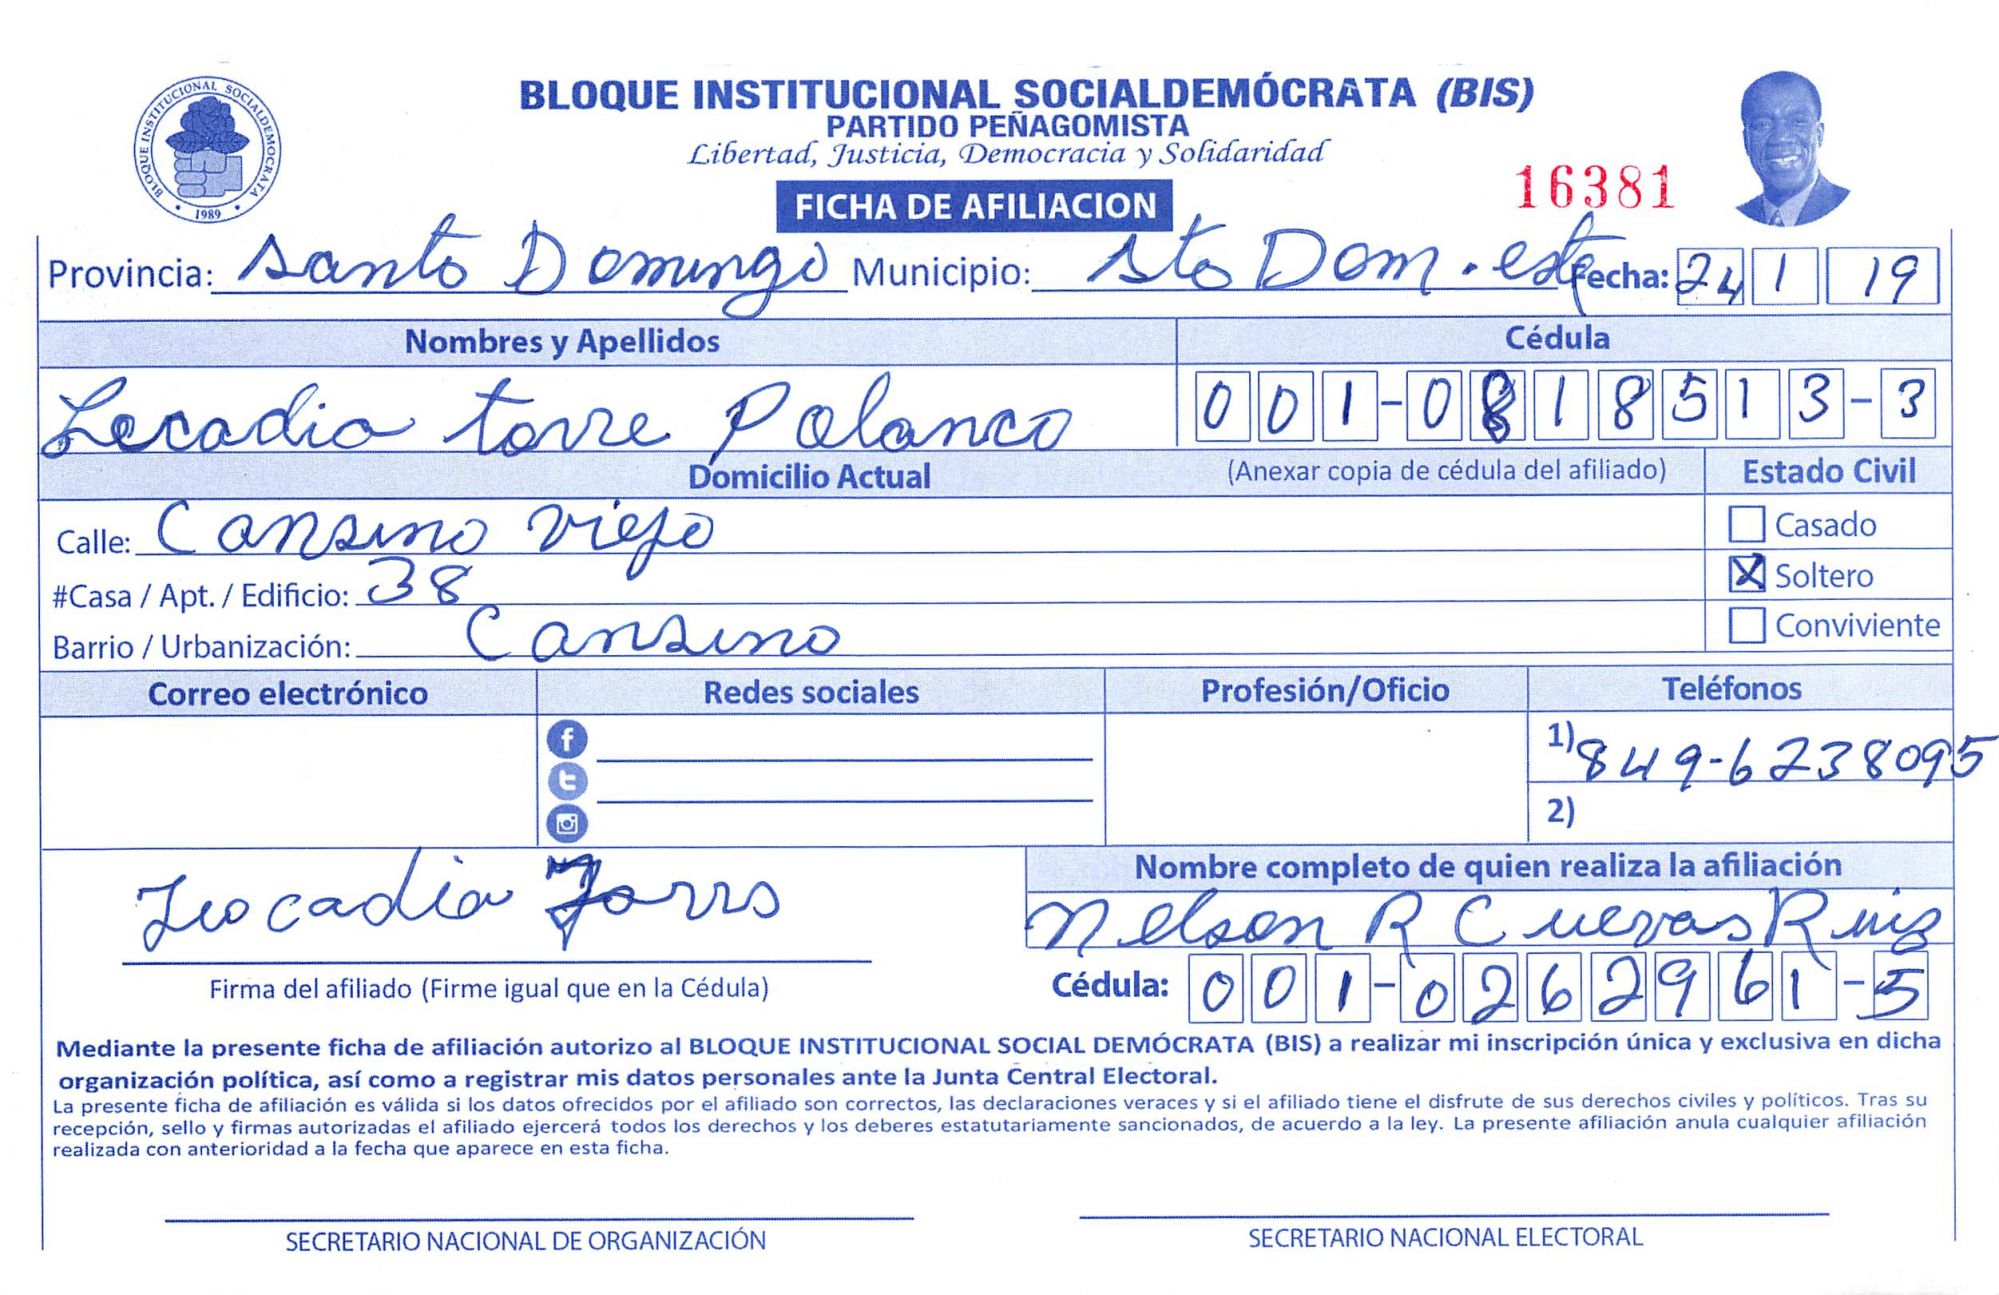 BLOQUE INSTITUCIONAL SOCIALDEMÓCRATA (BIS)
BLOQUE INSTITUCIONAL SOCIALDEMOCRATA
1989
PARTIDO PEÑAGOMISTA
Libertad, Justicia, Democracia y Solidaridad
16381
FICHA DE AFILIACION
Provincia: Santo Domingo Municipio: Sto Dom. este Fecha: 24 1 19
Nombres y Apellidos Cédula
Locadia torre Polanco 001-0818513-3
Domicilio Actual (Anexar copia de cédula del afiliado) Estado Civil
Calle: Cansino viejo Casado
#Casa / Apt. / Edificio: 38 X Soltero
Barrio / Urbanización: Cansino Conviviente
Correo electrónico Redes sociales Profesión/Oficio Teléfonos
1) 849-6238095
2)
Nombre completo de quien realiza la afiliación
Leocadia Torrs Nelson R Cuevas Ruiz
Firma del afiliado (Firme igual que en la Cédula) Cédula: 001-0262961-5
Mediante la presente ficha de afiliación autorizo al BLOQUE INSTITUCIONAL SOCIAL DEMÓCRATA (BIS) a realizar mi inscripción única y exclusiva en dicha
organización política, así como a registrar mis datos personales ante la Junta Central Electoral.
La presente ficha de afiliación es válida si los datos ofrecidos por el afiliado son correctos, las declaraciones veraces y si el afiliado tiene el disfrute de sus derechos civiles y políticos. Tras su
recepción, sello y firmas autorizadas el afiliado ejercerá todos los derechos y los deberes estatutariamente sancionados, de acuerdo a la ley. La presente afiliación anula cualquier afiliación
realizada con anterioridad a la fecha que aparece en esta ficha.
SECRETARIO NACIONAL DE ORGANIZACIÓN SECRETARIO NACIONAL ELECTORAL